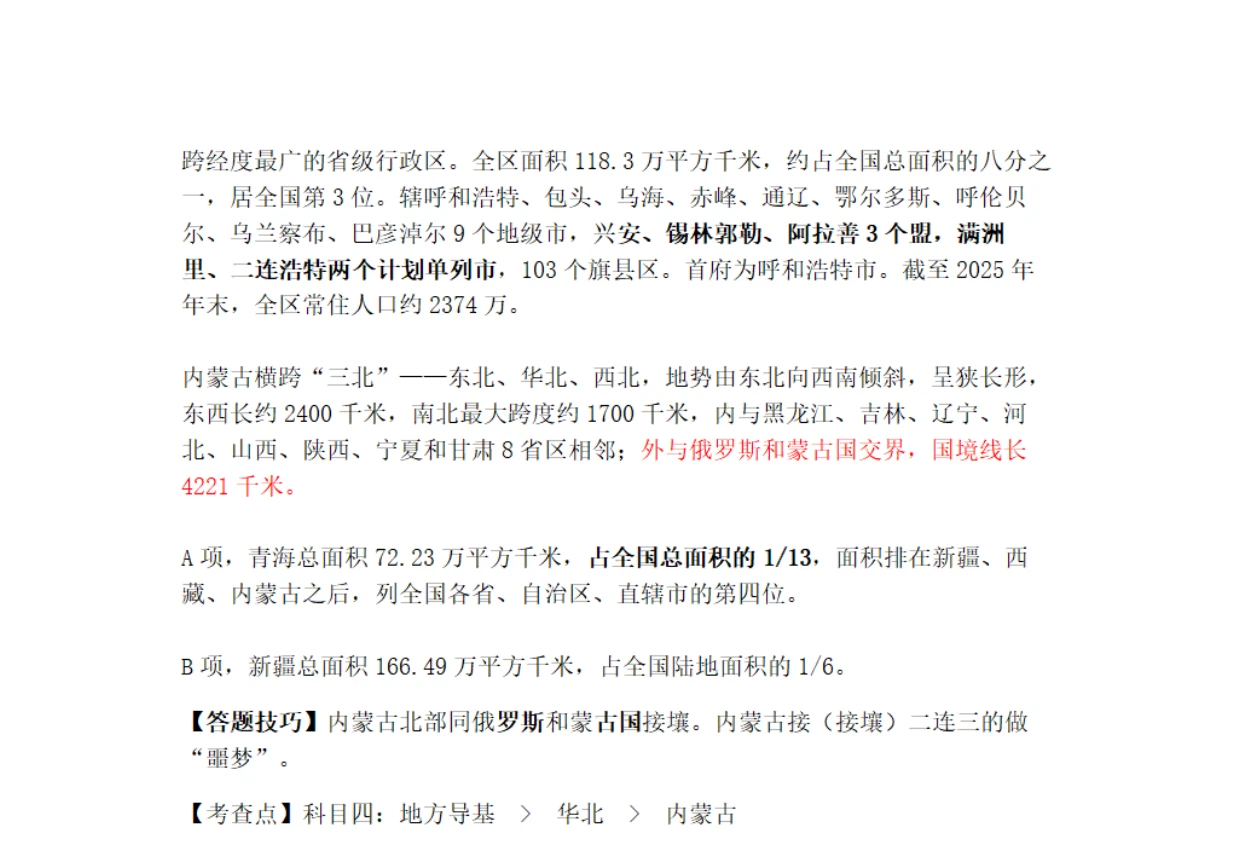 跨经度最广的省级行政区。全区面积 118.3 万平方千米，约占全国总面积的八分之
一，居全国第 3 位。辖呼和浩特、包头、乌海、赤峰、通辽、鄂尔多斯、呼伦贝
尔、乌兰察布、巴彦淖尔 9 个地级市，兴安、锡林郭勒、阿拉善 3 个盟，满洲
里、二连浩特两个计划单列市，103 个旗县区。首府为呼和浩特市。截至 2025 年
年末，全区常住人口约 2374 万。
内蒙古横跨“三北”——东北、华北、西北，地势由东北向西南倾斜，呈狭长形，
东西长约 2400 千米，南北最大跨度约 1700 千米，内与黑龙江、吉林、辽宁、河
北、山西、陕西、宁夏和甘肃 8 省区相邻；外与俄罗斯和蒙古国交界，国境线长
4221 千米。
A 项，青海总面积 72.23 万平方千米，占全国总面积的 1/13，面积排在新疆、西
藏、内蒙古之后，列全国各省、自治区、直辖市的第四位。
B 项，新疆总面积 166.49 万平方千米，占全国陆地面积的 1/6。
【答题技巧】内蒙古北部同俄罗斯和蒙古国接壤。内蒙古接（接壤）二连三的做
“噩梦”。
【考查点】科目四：地方导基 > 华北 > 内蒙古